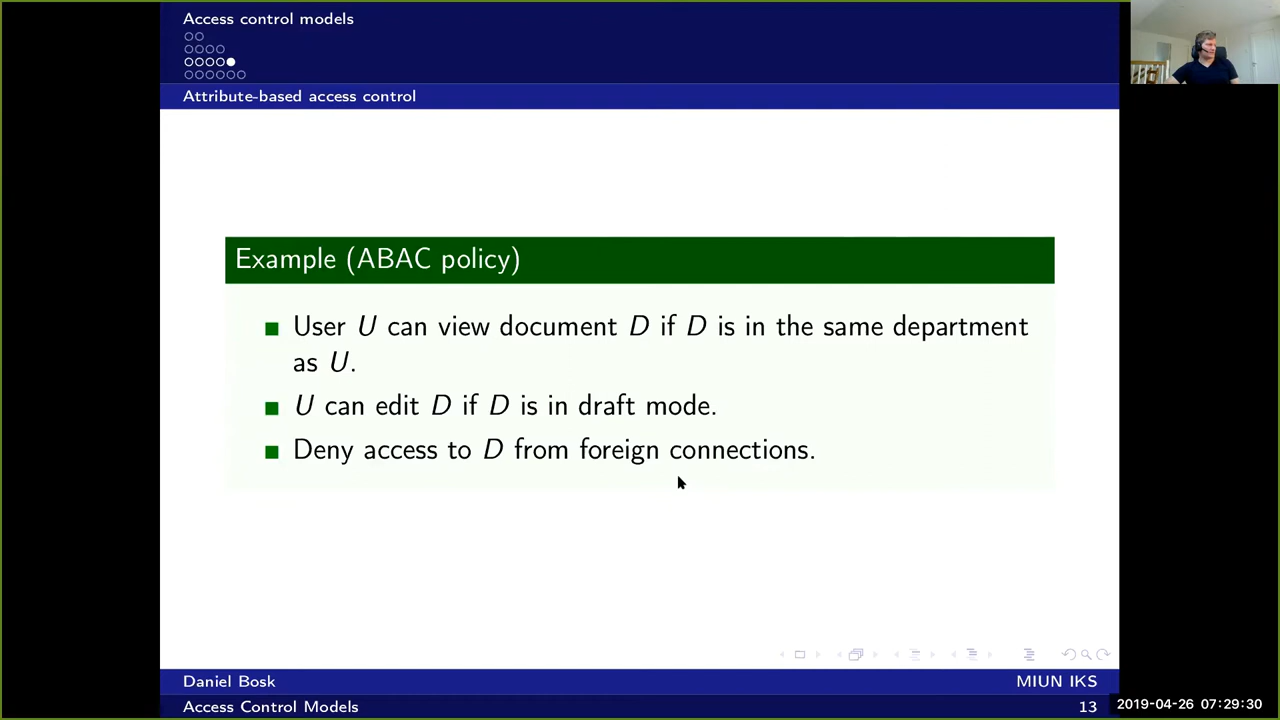 Access control models
Attribute-based access control
Example (ABAC policy)
User U can view document D if D is in the same department
as U.
U can edit D if D is in draft mode.
Deny access to D from foreign connections.
Daniel Bosk
MIUN IKS
Access Control Models
13
2019-04-26 07:29:30